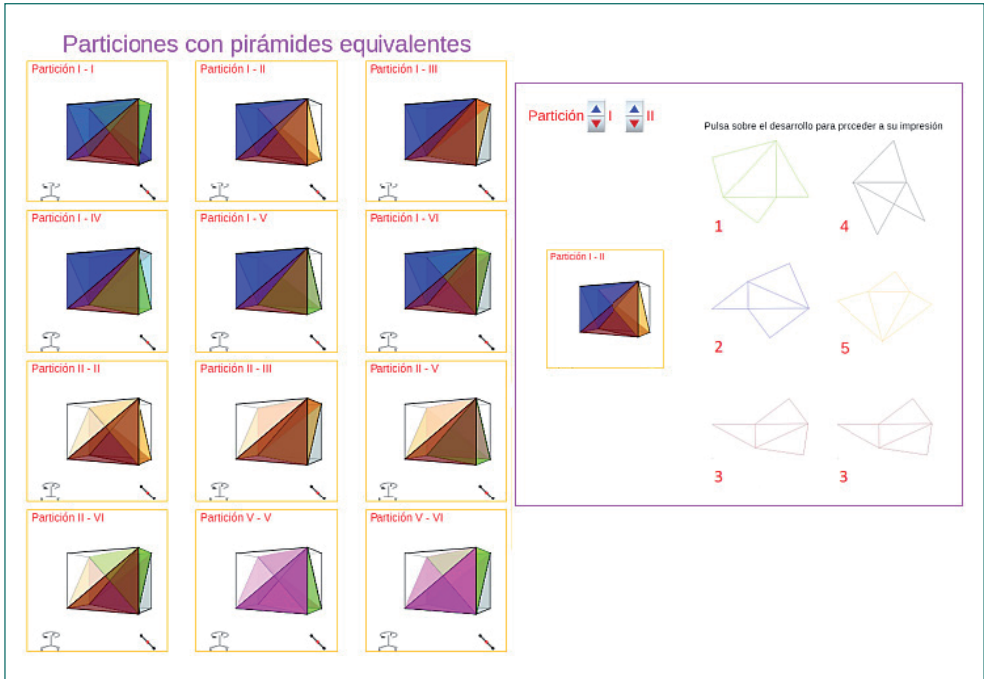 Particiones con pirámides equivalentes
Partición I - I
Partición I - II
Partición I - III
Partición I - IV
Partición I - V
Partición I - VI
Partición II - II
Partición II - III
Partición II - V
Partición II - VI
Partición V - V
Partición V - VI
Partición I II
Pulsa sobre el desarrollo para proceder a su impresión
Partición I - II
1
4
2
5
3
3